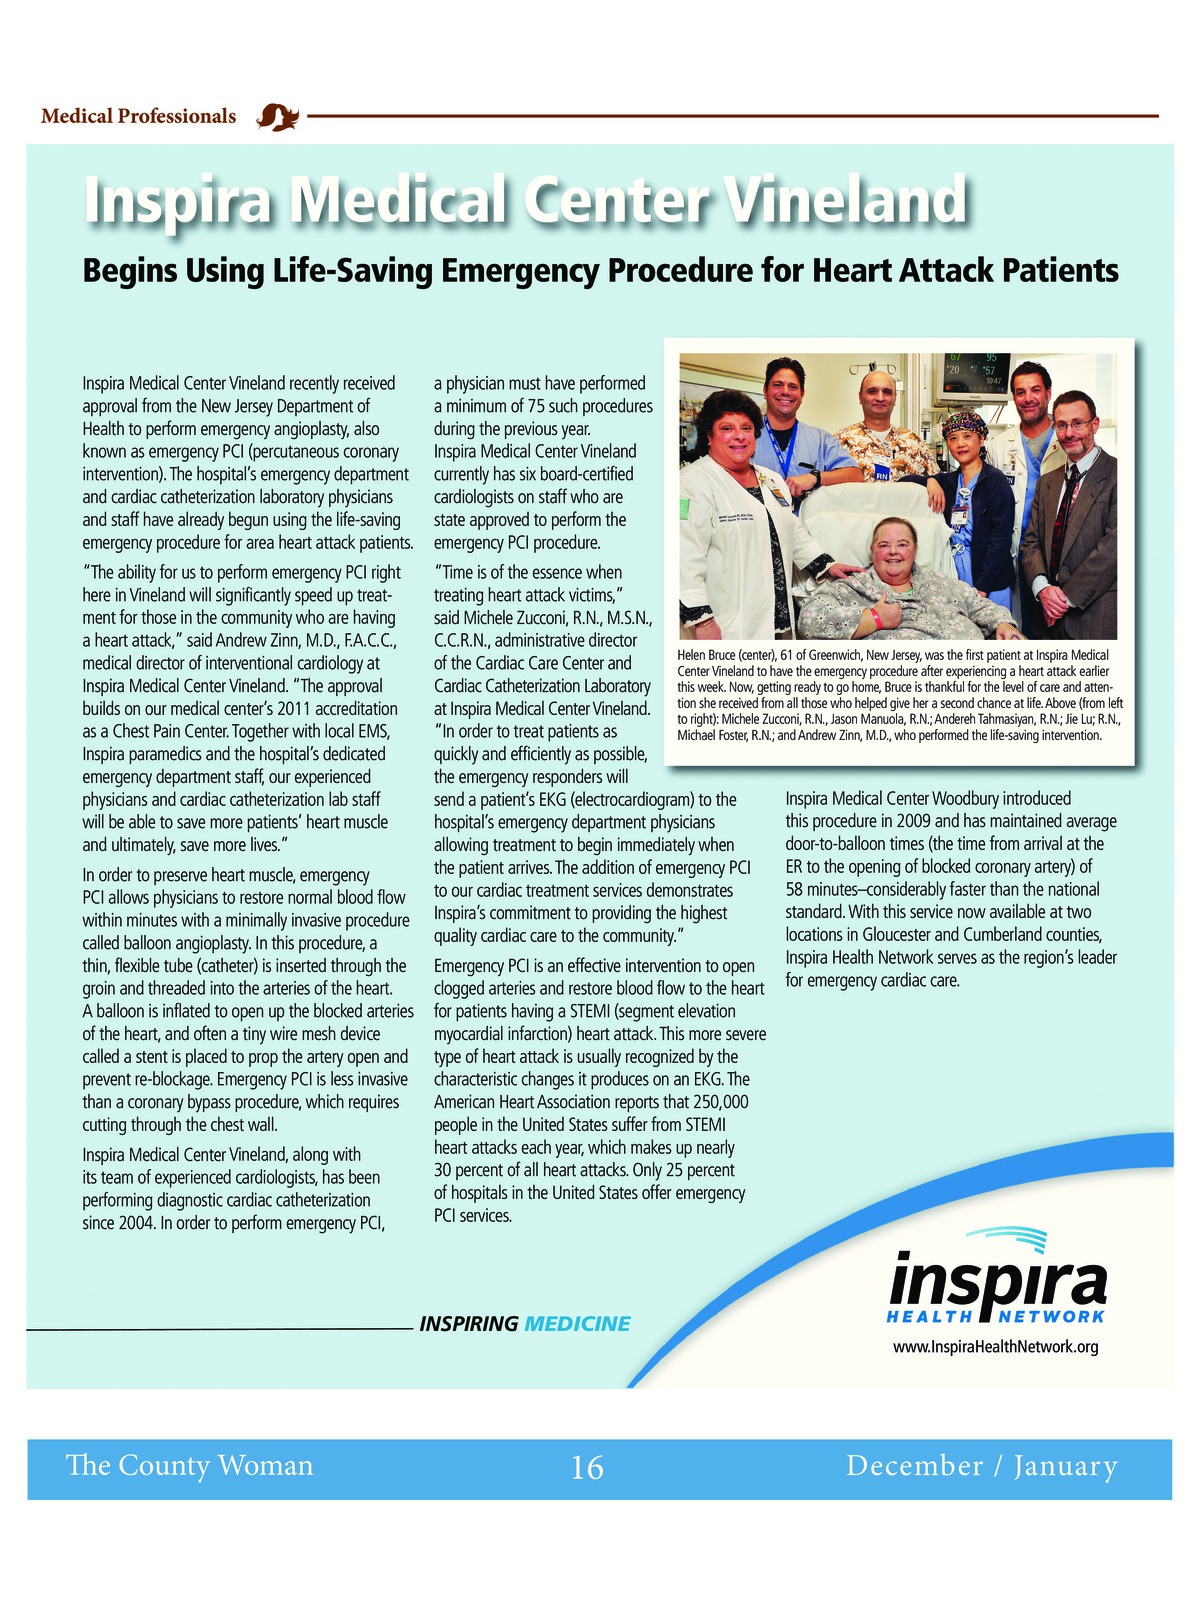 Medical Professionals
Inspira Medical Center Vineland
Begins Using Life-Saving Emergency Procedure for Heart Attack Patients
Inspira Medical Center Vineland recently received
approval from the New Jersey Department of
Health to perform emergency angioplasty, also
known as emergency PCI (percutaneous coronary
intervention). The hospital's emergency department
and cardiac catheterization laboratory physicians
and staff have already begun using the life-saving
emergency procedure for area heart attack patients.
"The ability for us to perform emergency PCI right
here in Vineland will significantly speed up treat-
ment for those in the community who are having
a heart attack," said Andrew Zinn, M.D., F.A.C.C.,
medical director of interventional cardiology at
Inspira Medical Center Vineland. "The approval
builds on our medical center's 2011 accreditation
as a Chest Pain Center. Together with local EMS,
Inspira paramedics and the hospital's dedicated
emergency department staff, our experienced
physicians and cardiac catheterization lab staff
will be able to save more patients' heart muscle
and ultimately, save more lives."
In order to preserve heart muscle, emergency
PCI allows physicians to restore normal blood flow
within minutes with a minimally invasive procedure
called balloon angioplasty. In this procedure, a
thin, flexible tube (catheter) is inserted through the
groin and threaded into the arteries of the heart.
A balloon is inflated to open up the blocked arteries
of the heart, and often a tiny wire mesh device
called a stent is placed to prop the artery open and
prevent re-blockage. Emergency PCI is less invasive
than a coronary bypass procedure, which requires
cutting through the chest wall.
Inspira Medical Center Vineland, along with
its team of experienced cardiologists, has been
performing diagnostic cardiac catheterization
since 2004. In order to perform emergency PCI,
a physician must have performed
a minimum of 75 such procedures
during the previous year.
Inspira Medical Center Vineland
currently has six board-certified
cardiologists on staff who are
state approved to perform the
emergency PCI procedure.
"Time is of the essence when
treating heart attack victims,"
said Michele Zucconi, R.N., M.S.N.,
C.C.R.N., administrative director
of the Cardiac Care Center and
Cardiac Catheterization Laboratory
at Inspira Medical Center Vineland.
"In order to treat patients as
quickly and efficiently as possible,
the emergency responders will
send a patient's EKG (electrocardiogram) to the
hospital's emergency department physicians
allowing treatment to begin immediately when
the patient arrives. The addition of emergency PCI
to our cardiac treatment services demonstrates
Inspira's commitment to providing the highest
quality cardiac care to the community."
Emergency PCI is an effective intervention to open
clogged arteries and restore blood flow to the heart
for patients having a STEMI (segment elevation
myocardial infarction) heart attack. This more severe
type of heart attack is usually recognized by the
characteristic changes it produces on an EKG. The
American Heart Association reports that 250,000
people in the United States suffer from STEMI
heart attacks each year, which makes up nearly
30 percent of all heart attacks. Only 25 percent
of hospitals in the United States offer emergency
PCI services.
67 95
20 57
10:47
RN
Helen Bruce (center), 61 of Greenwich, New Jersey, was the first patient at Inspira Medical
Center Vineland to have the emergency procedure after experiencing a heart attack earlier
this week. Now, getting ready to go home, Bruce is thankful for the level of care and atten-
tion she received from all those who helped give her a second chance at life. Above (from left
to right): Michele Zucconi, R.N., Jason Manuola, R.N.; Andereh Tahmasiyan, R.N.; Jie Lu; R.N.,
Michael Foster, R.N.; and Andrew Zinn, M.D., who performed the life-saving intervention.
Inspira Medical Center Woodbury introduced
this procedure in 2009 and has maintained average
door-to-balloon times (the time from arrival at the
ER to the opening of blocked coronary artery) of
58 minutes–considerably faster than the national
standard. With this service now available at two
locations in Gloucester and Cumberland counties,
Inspira Health Network serves as the region's leader
for emergency cardiac care.
INSPIRING MEDICINE
inspira
HEALTH NETWORK
www.InspiraHealthNetwork.org
The County Woman
16
December / January